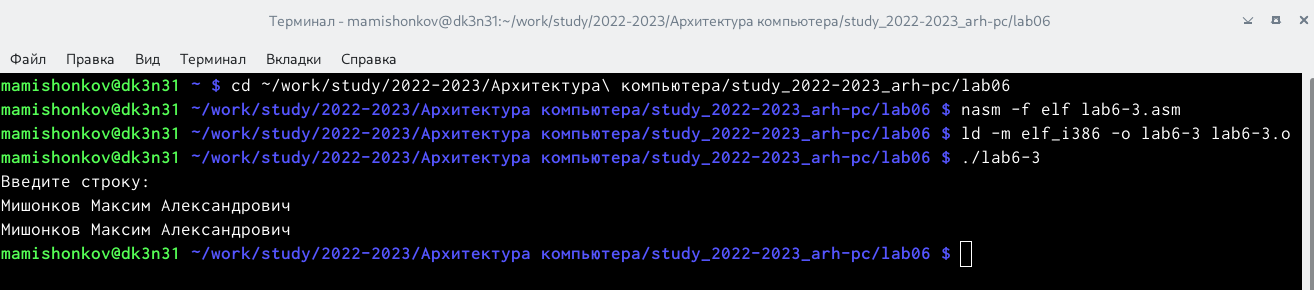 Терминал - mamishonkov@dk3n31:~/work/study/2022-2023/Архитектура компьютера/study_2022-2023_arh-pc/lab06
Файл Правка Вид Терминал Вкладки Справка
mamishonkov@dk3n31 ~ $ cd ~/work/study/2022-2023/Архитектура\ компьютера/study_2022-2023_arh-pc/lab06
mamishonkov@dk3n31 ~/work/study/2022-2023/Архитектура компьютера/study_2022-2023_arh-pc/lab06 $ nasm -f elf lab6-3.asm
mamishonkov@dk3n31 ~/work/study/2022-2023/Архитектура компьютера/study_2022-2023_arh-pc/lab06 $ ld -m elf_i386 -o lab6-3 lab6-3.o
mamishonkov@dk3n31 ~/work/study/2022-2023/Архитектура компьютера/study_2022-2023_arh-pc/lab06 $ ./lab6-3
Введите строку:
Мишонков Максим Александрович
Мишонков Максим Александрович
mamishonkov@dk3n31 ~/work/study/2022-2023/Архитектура компьютера/study_2022-2023_arh-pc/lab06 $